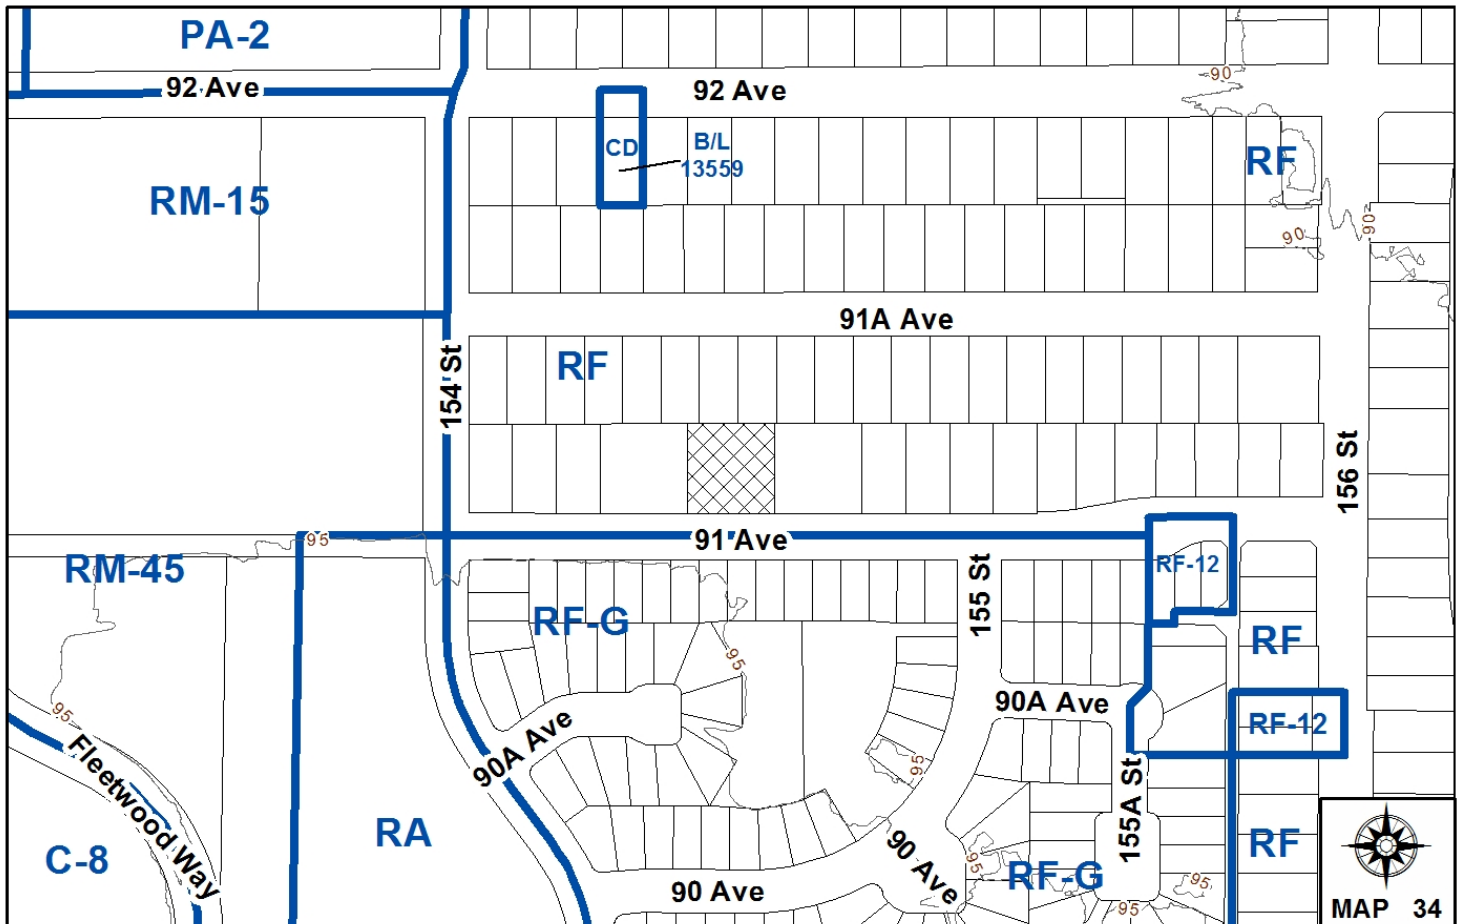 PA-2
92 Ave
92 Ave
90
CD
B/L
13559
RF
RM-15
90
90
91A Ave
RF
154 St
156 St
91 Ave
95
RM-45
RF-12
155 St
RF-G
RF
95
90A Ave
RF-12
95
90A Ave
Fleetwood Way
95
155A St
RA
C-8
90 Ave
95
RF
RF-G
90 Ave
95
95
MAP 34